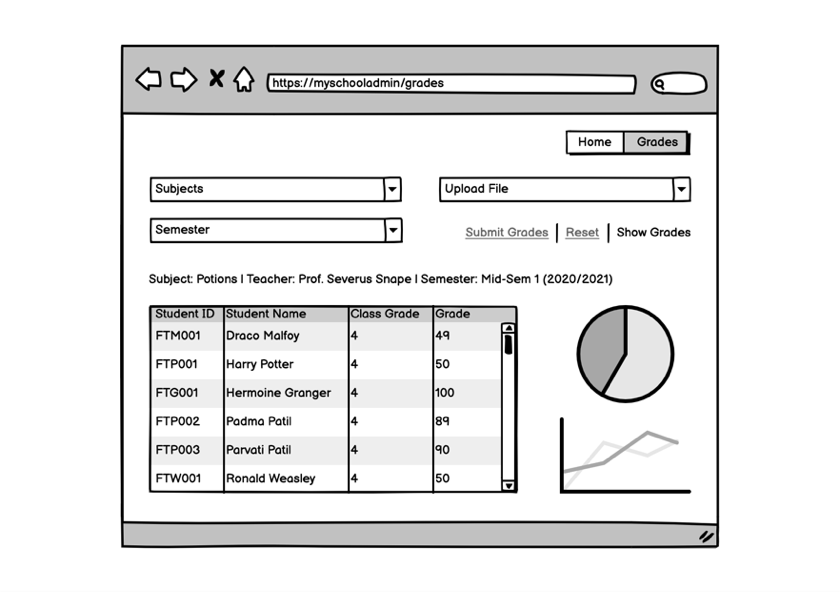 https://myschooladmin/grades
Home Grades
Subjects
Upload File
Semester
Submit Grades | Reset | Show Grades
Subject: Potions | Teacher: Prof. Severus Snape | Semester: Mid-Sem 1 (2020/2021)
Student ID Student Name Class Grade Grade
FTM001 Draco Malfoy 4 49
FTP001 Harry Potter 4 50
FTG001 Hermoine Granger 4 100
FTP002 Padma Patil 4 89
FTP003 Parvati Patil 4 90
FTW001 Ronald Weasley 4 50